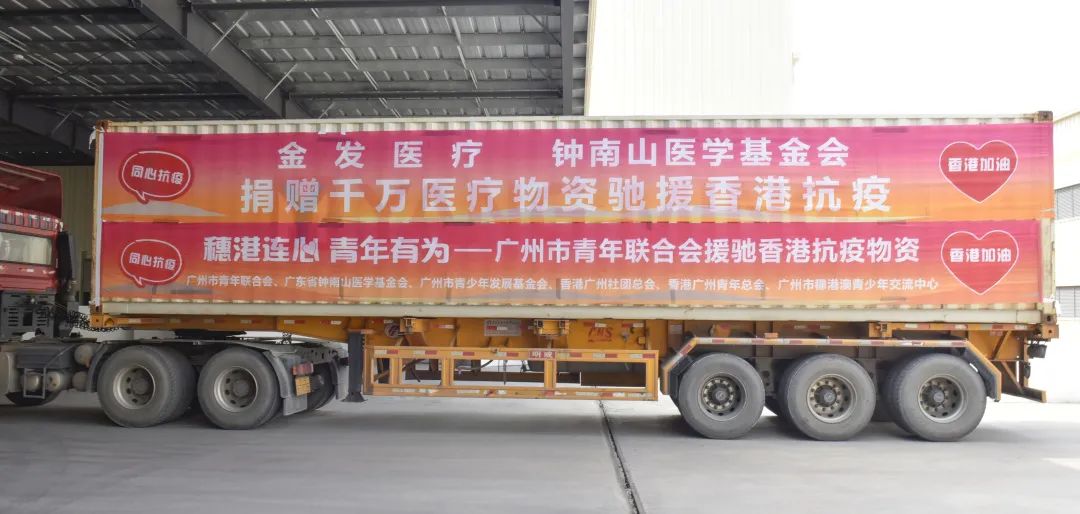 金发医疗 钟南山医学基金会
同心抗疫
香港加油
捐赠千万医疗物资驰援香港抗疫
穗港连心 青年有为——广州市青年联合会援驰香港抗疫物资
同心抗疫
香港加油
广州市青年联合会、广东省钟南山医学基金会、广州市青少年发展基金会、香港广州社团总会、香港广州青年总会、广州市穗港澳青少年交流中心
明威